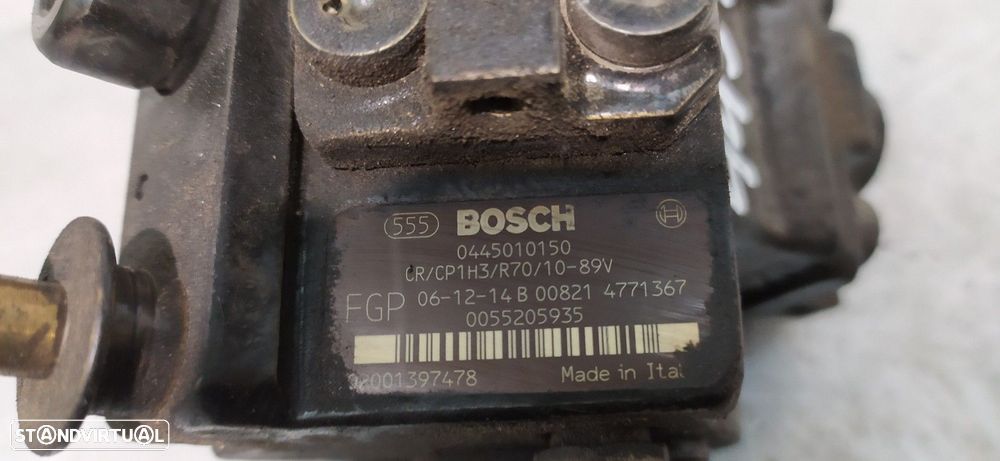 555 BOSCH
0445010150
CR/CP1H3/R70/10-89V
FGP 06-12-14 B 00821 4771367
0055205935
001397478 Made in Ital
STANDVIRTUAL